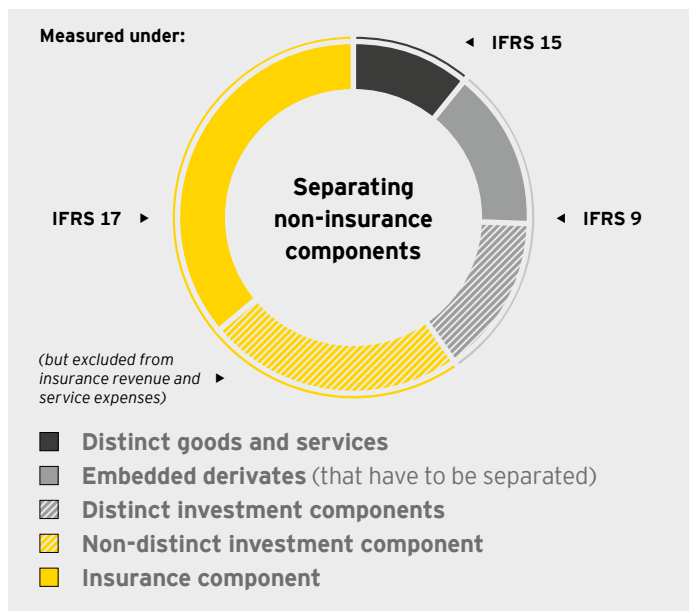 Measured under:
◄ IFRS 15
Separating
non-insurance
components
IFRS 17 ►
◄ IFRS 9
(but excluded from
insurance revenue and ►
service expenses)
Distinct goods and services
Embedded derivates (that have to be separated)
Distinct investment components
Non-distinct investment component
Insurance component